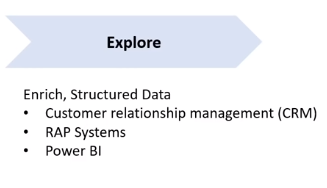 Explore
Enrich, Structured Data
• Customer relationship management (CRM)
• RAP Systems
• Power BI